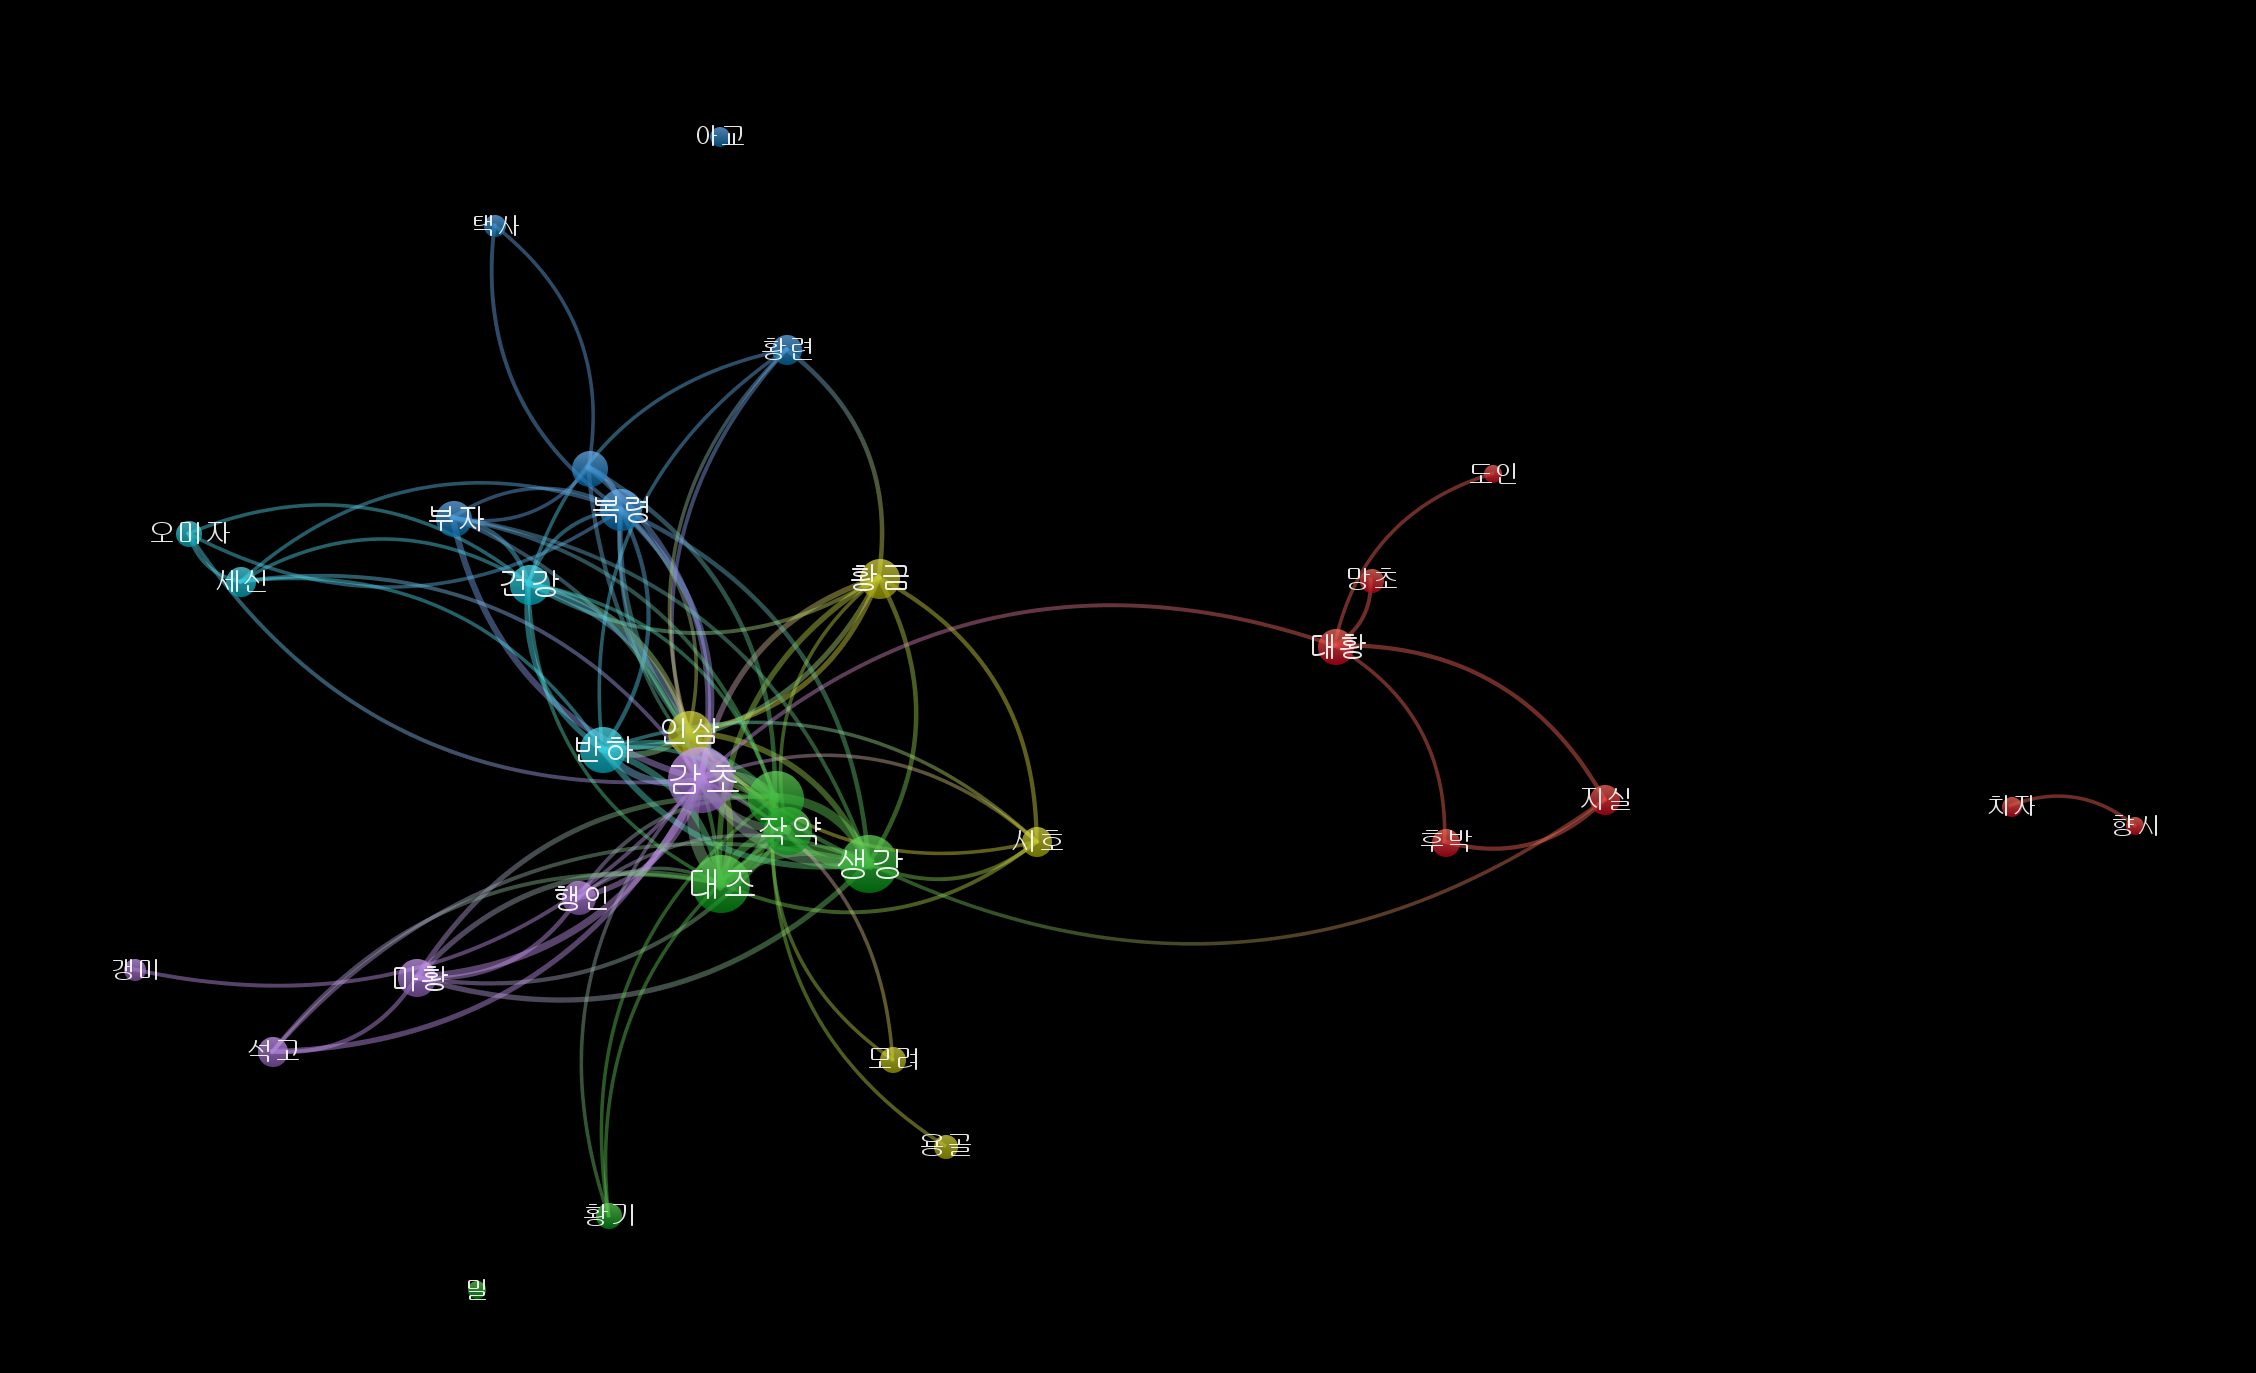 아교
택사
황련
도인
복령
부자
오미자
망초
황금
세신
건강
대황
인삼
반하
감초
지실
치자
향시
작약
후박
시호
생강
대조
행인
갱미
마황
석고
모려
용골
황기
밀